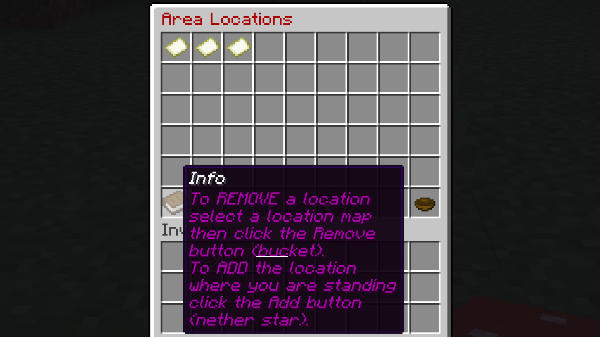 Area Locations
Info
To REMOVE a location
select a location map
then click the Remove
button (bucket).
Inv
To ADD the location
where you are standing
click the Add button
(nether star).